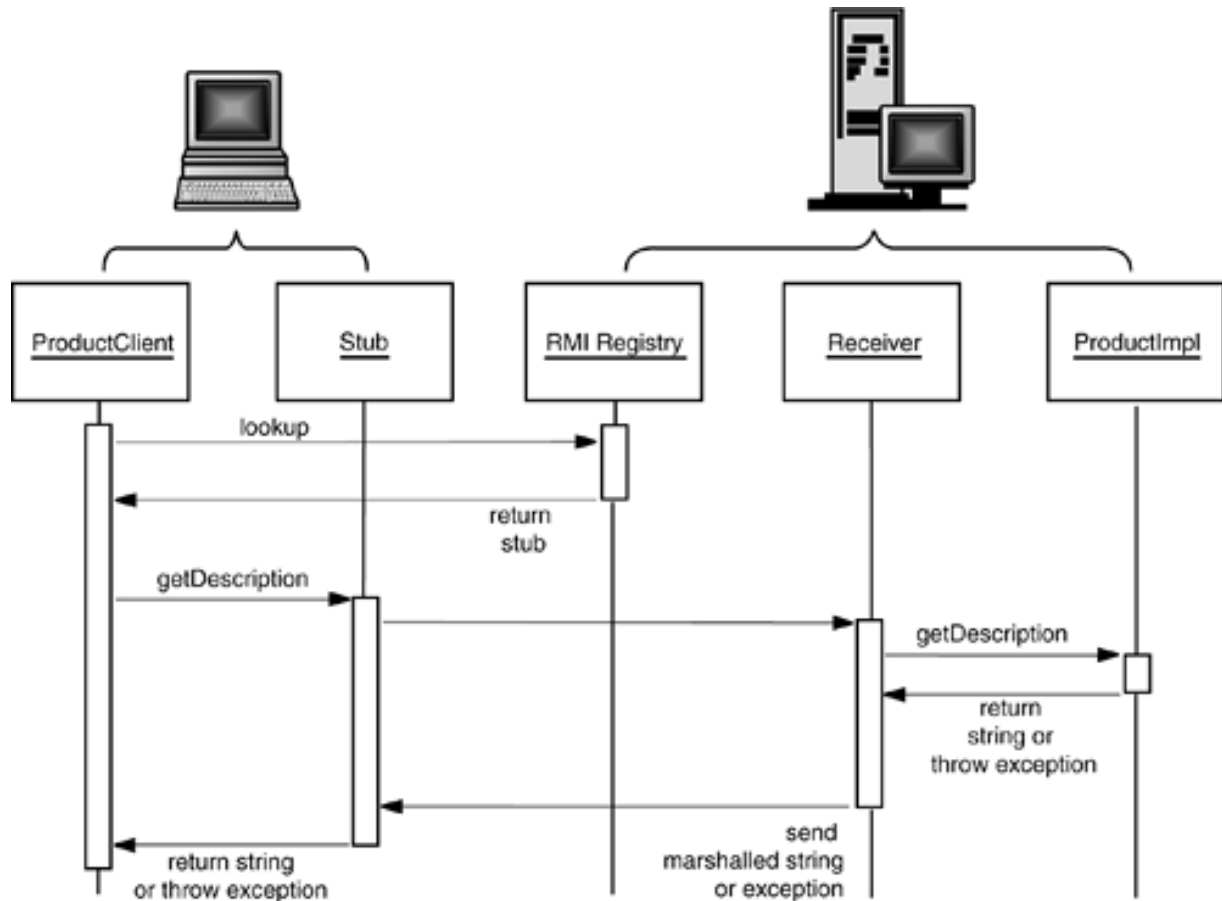 ProductClient
Stub
RMI Registry
Receiver
ProductImpl
lookup
return
stub
getDescription
getDescription
return
string or
throw exception
send
marshalled string
or exception
return string
or throw exception